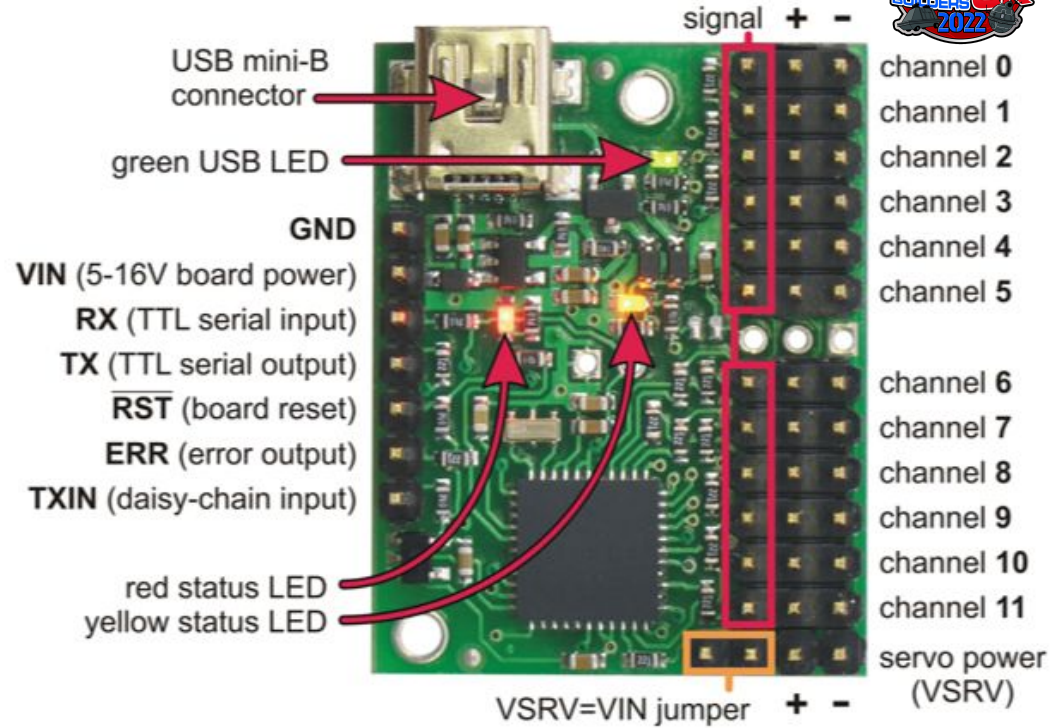 BUILDERS
2022
signal + -
USB mini-B
connector
green USB LED
GND
VIN (5-16V board power)
RX (TTL serial input)
TX (TTL serial output)
RST (board reset)
ERR (error output)
TXIN (daisy-chain input)
red status LED
yellow status LED
channel 0
channel 1
channel 2
channel 3
channel 4
channel 5
channel 6
channel 7
channel 8
channel 9
channel 10
channel 11
servo power
(VSRV)
VSRV=VIN jumper + -